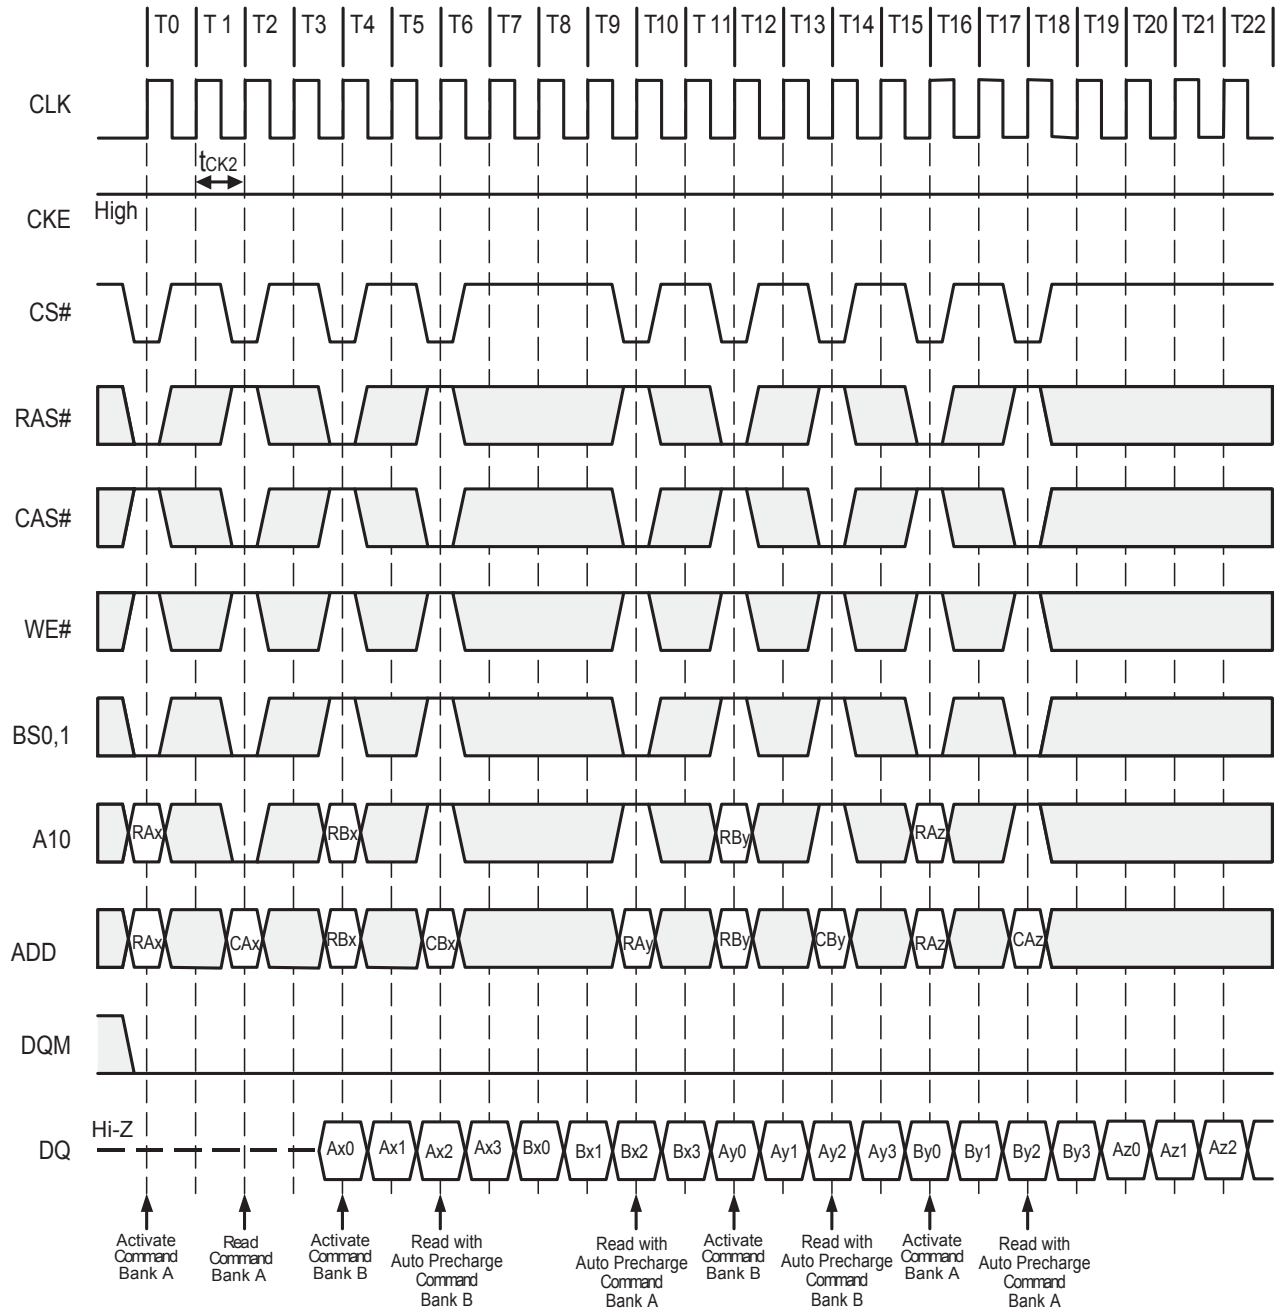 T0 T 1 T2 T3 T4 T5 T6 T7 T8 T9 T10 T 11 T12 T13 T14 T15 T16 T17 T18 T19 T20 T21 T22
CLK
tCK2
CKE High
CS#
RAS#
CAS#
WE#
BS0,1
A10 RAx RBx RBy RAz
ADD RAx CAx RBx CBx RAy RBy CBy RAz CAz
DQM
Hi-Z
DQ Ax0 Ax1 Ax2 Ax3 Bx0 Bx1 Bx2 Bx3 Ay0 Ay1 Ay2 Ay3 By0 By1 By2 By3 Az0 Az1 Az2
Activate
Command
Bank A
Read
Command
Bank A
Activate
Command
Bank B
Read with
Auto Precharge
Command
Bank B
Read with
Auto Precharge
Command
Bank A
Activate
Command
Bank B
Read with
Auto Precharge
Command
Bank B
Activate
Command
Bank A
Read with
Auto Precharge
Command
Bank A